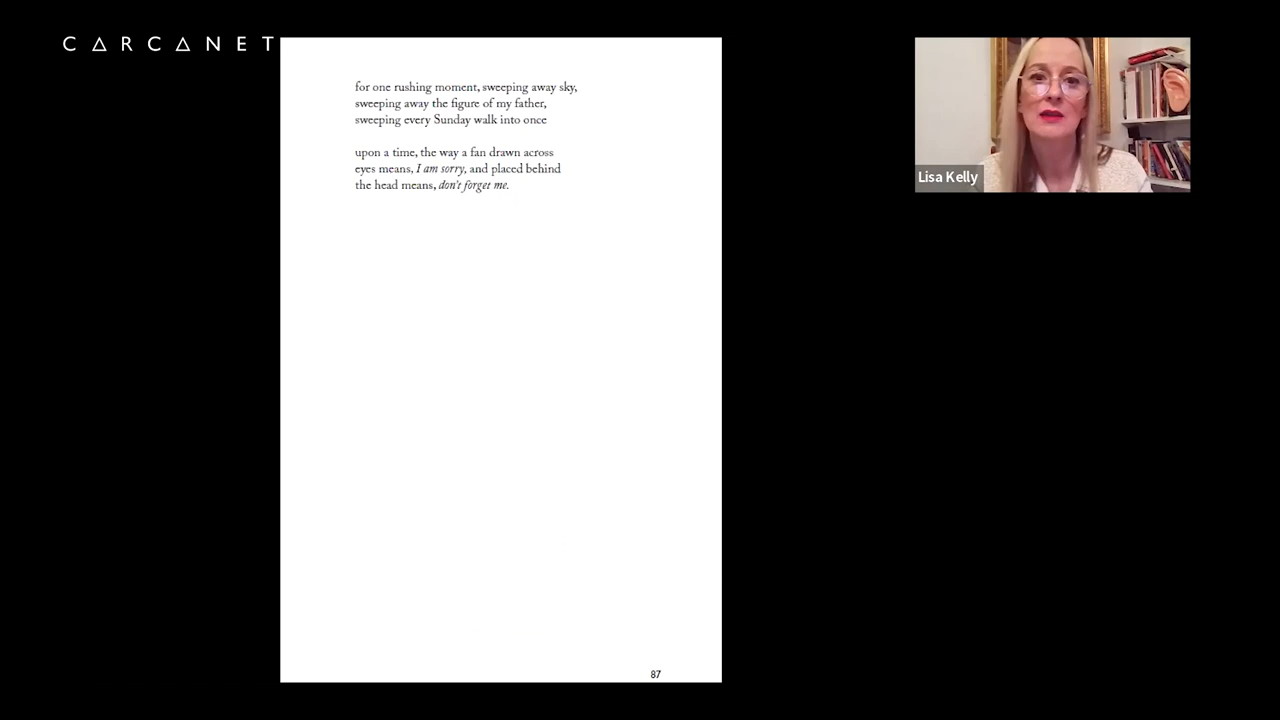 CARCANET
for one rushing moment, sweeping away sky,
sweeping away the figure of my father,
sweeping every Sunday walk into once
upon a time, the way a fan drawn across
eyes means, I am sorry, and placed behind
the head means, don't forget me.
87
Lisa Kelly